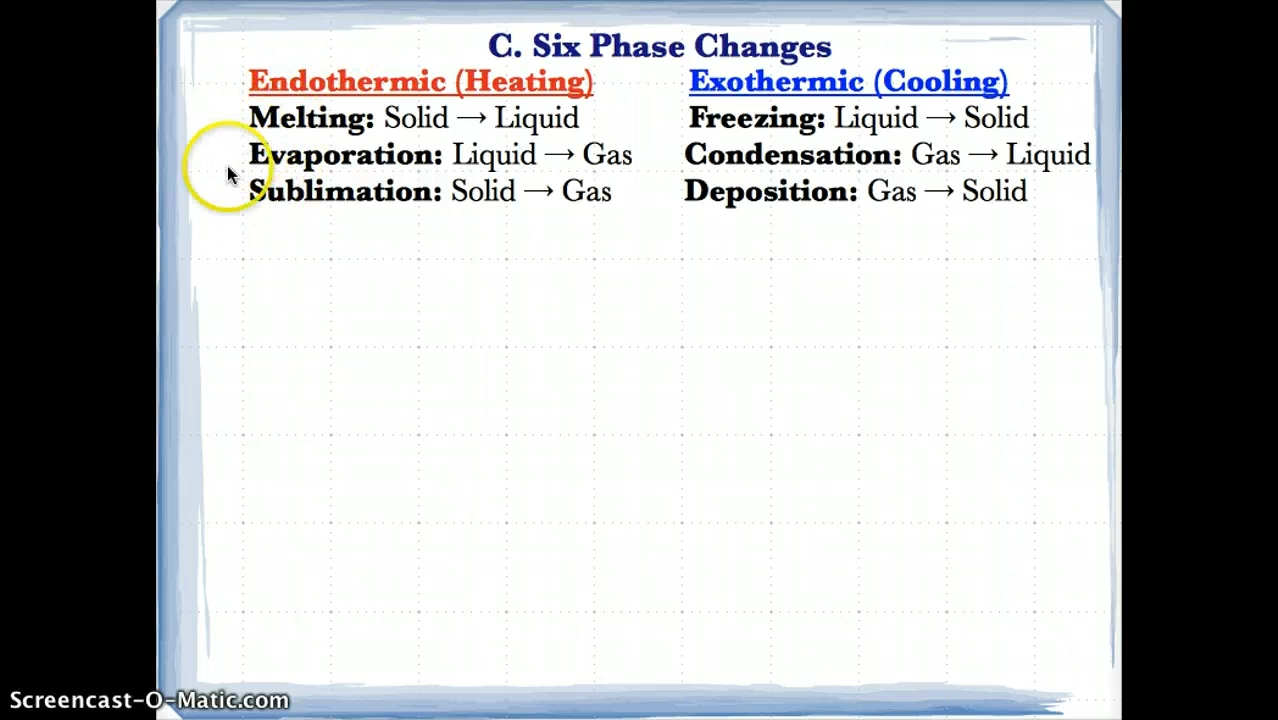 C. Six Phase Changes
Endothermic (Heating)
Exothermic (Cooling)
Melting: Solid → Liquid
Freezing: Liquid → Solid
Evaporation: Liquid → Gas
Condensation: Gas → Liquid
Sublimation: Solid → Gas
Deposition: Gas → Solid
Screencast-O-Matic.com